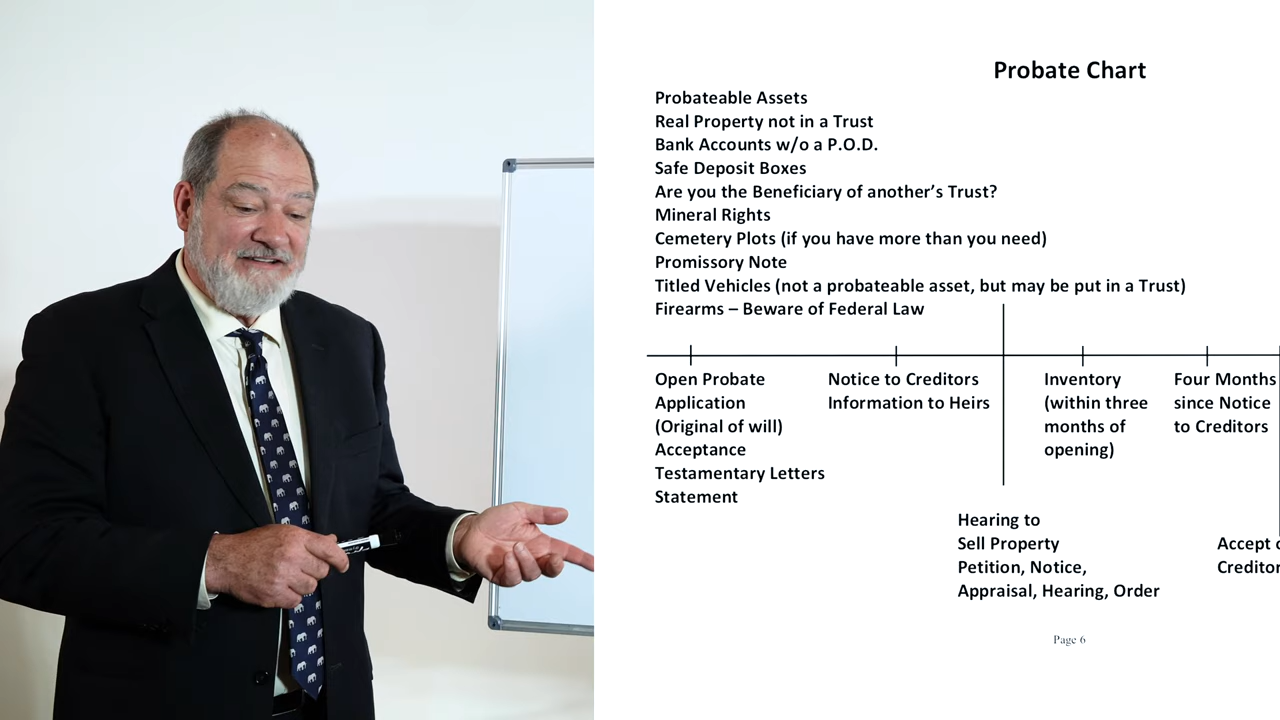 Probate Chart
Probateable Assets
Real Property not in a Trust
Bank Accounts w/o a P.O.D.
Safe Deposit Boxes
Are you the Beneficiary of another’s Trust?
Mineral Rights
Cemetery Plots (if you have more than you need)
Promissory Note
Titled Vehicles (not a probateable asset, but may be put in a Trust)
Firearms – Beware of Federal Law
Open Probate
Application
(Original of will)
Acceptance
Testamentary Letters
Statement
Notice to Creditors
Information to Heirs
Inventory
(within three
months of
opening)
Four Months
since Notice
to Creditors
Hearing to
Sell Property
Petition, Notice,
Appraisal, Hearing, Order
Accept
Creditor
Page 6